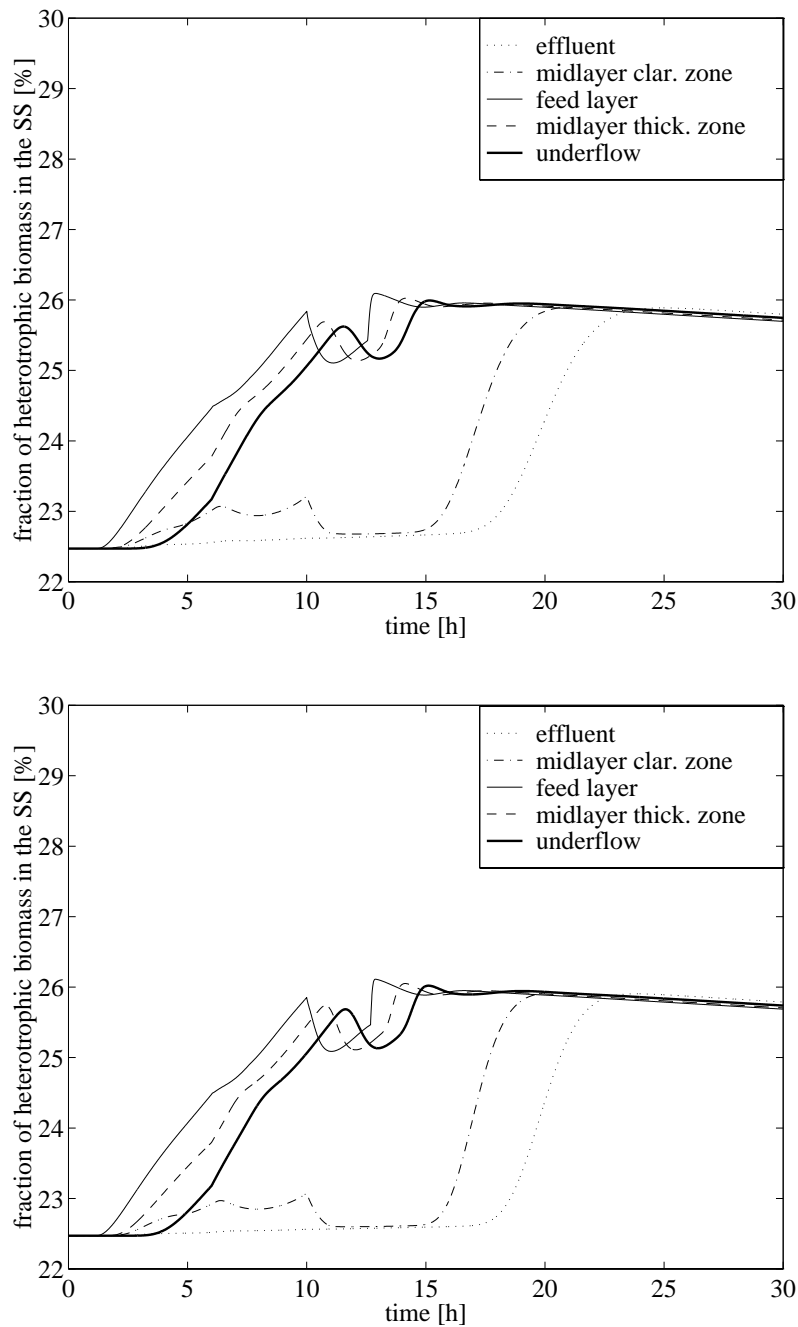 fraction of heterotrophic biomass in the SS [%]
30
29
28
27
26
25
24
23
22
0 5 10 15 20 25 30
time [h]
effluent
midlayer clar. zone
feed layer
midlayer thick. zone
underflow
fraction of heterotrophic biomass in the SS [%]
30
29
28
27
26
25
24
23
22
0 5 10 15 20 25 30
time [h]
effluent
midlayer clar. zone
feed layer
midlayer thick. zone
underflow